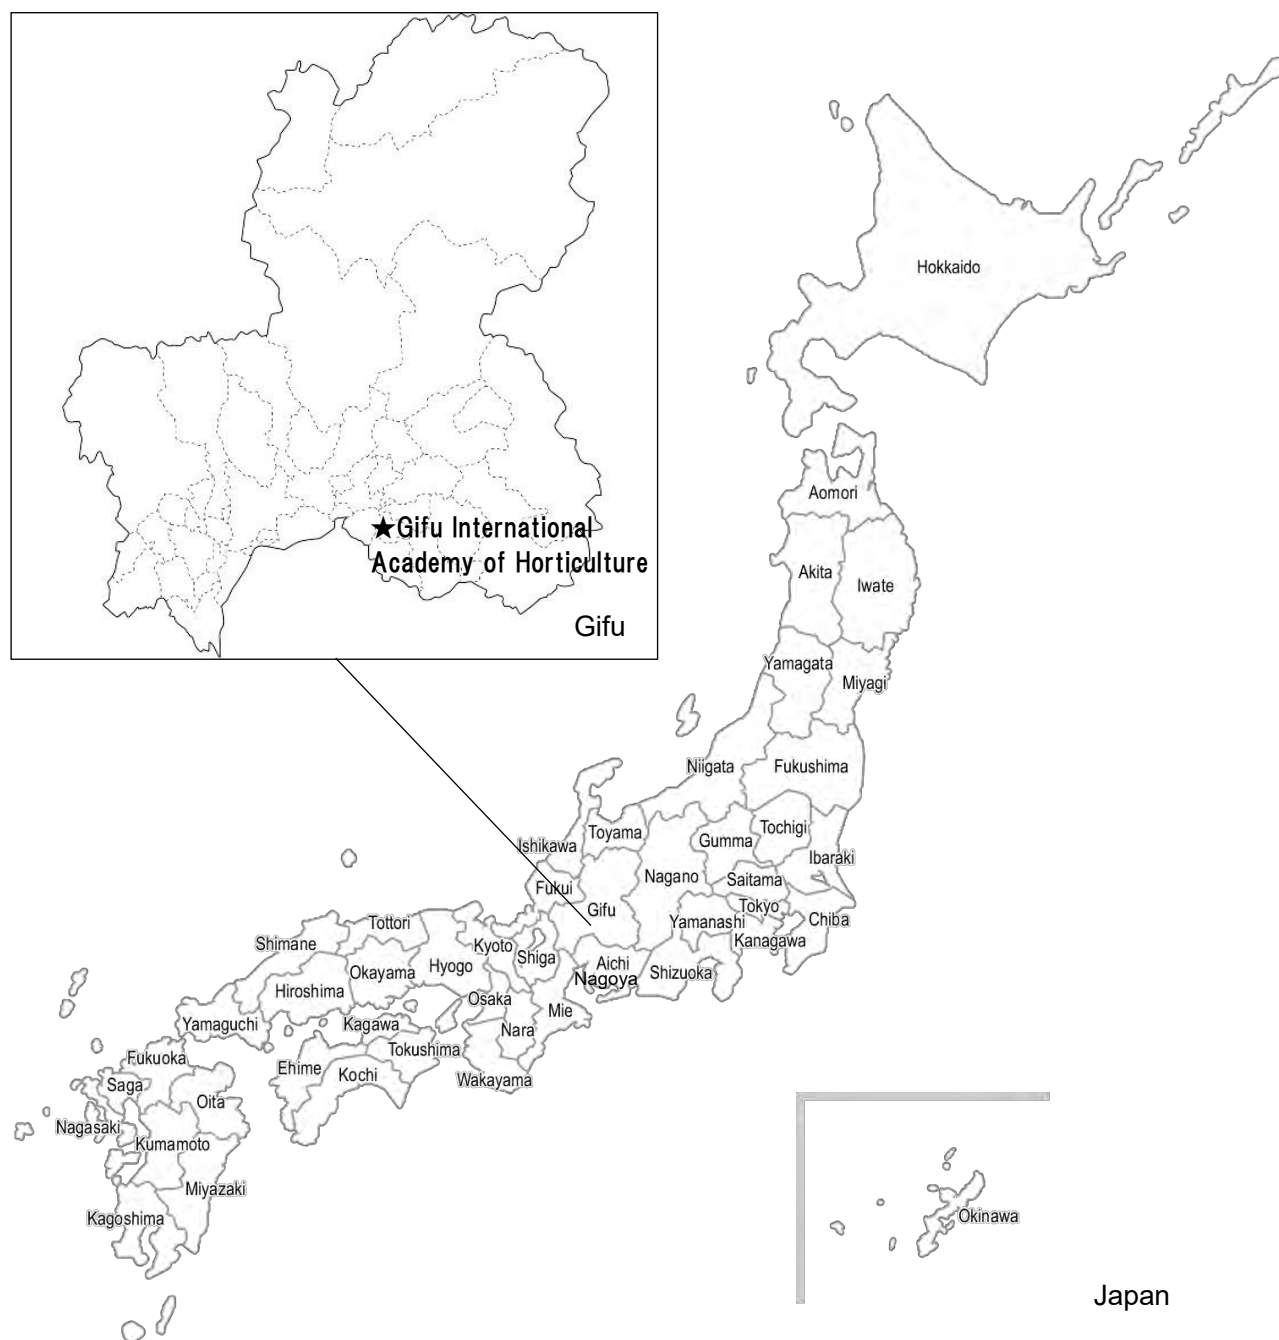 ★Gifu International
Academy of Horticulture
Gifu
Hokkaido
Aomori
Akita
Iwate
Yamagata
Miyagi
Niigata
Fukushima
Ishikawa
Toyama
Gumma
Tochigi
Ibaraki
Fukui
Gifu
Nagano
Saitama
Tokyo
Yamanashi
Kanagawa
Chiba
Shimane
Tottori
Okayama
Hyogo
Kyoto
Shiga
Aichi
Nagoya
Shizuoka
Hiroshima
Osaka
Mie
Nara
Yamaguchi
Kagawa
Tokushima
Wakayama
Ehime
Kochi
Fukuoka
Saga
Oita
Nagasaki
Kumamoto
Miyazaki
Kagoshima
Okinawa
Japan